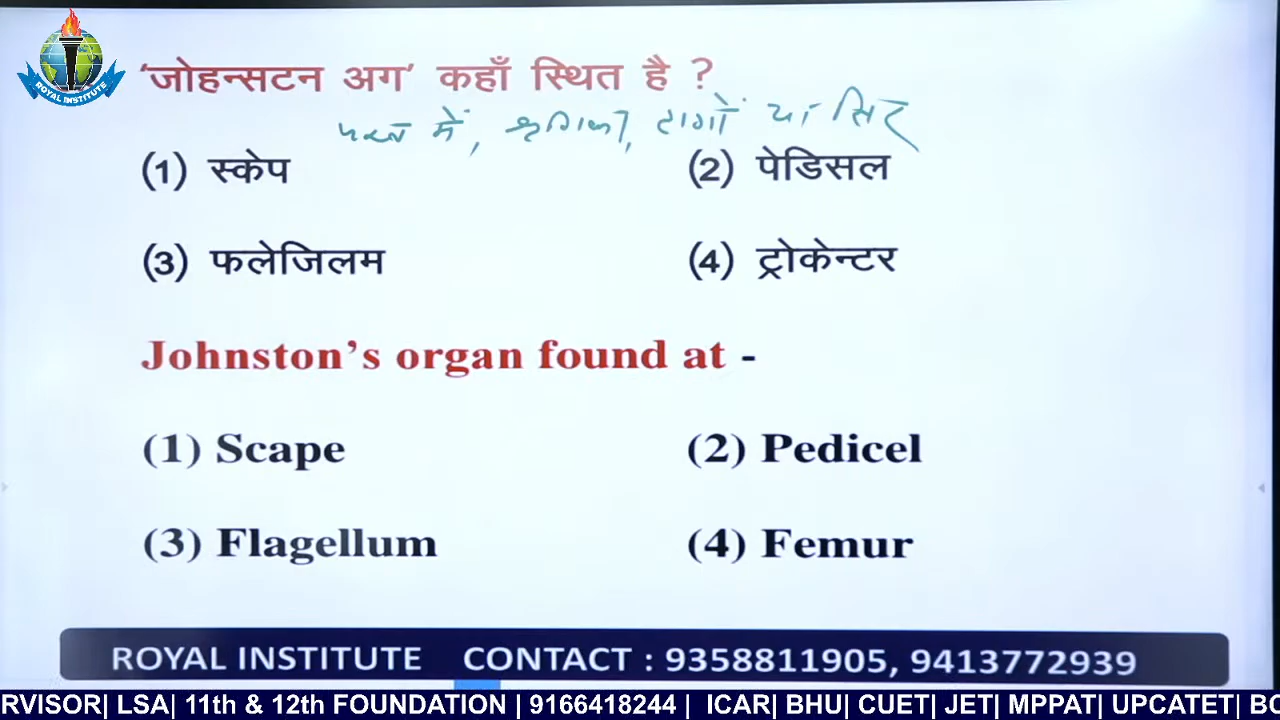 ROYAL INSTITUTE
'जोहन्सटन अग' कहाँ स्थित है ?
में, टागों या सिर
(1) स्केप (2) पेडिसल
(3) फलेजिलम (4) ट्रोकेन्टर
Johnston’s organ found at -
(1) Scape (2) Pedicel
(3) Flagellum (4) Femur
ROYAL INSTITUTE CONTACT : 9358811905, 9413772939
RVISOR| LSA| 11th & 12th FOUNDATION | 9166418244 | ICAR| BHU| CUET| JET| MPPAT| UPCATET| BC